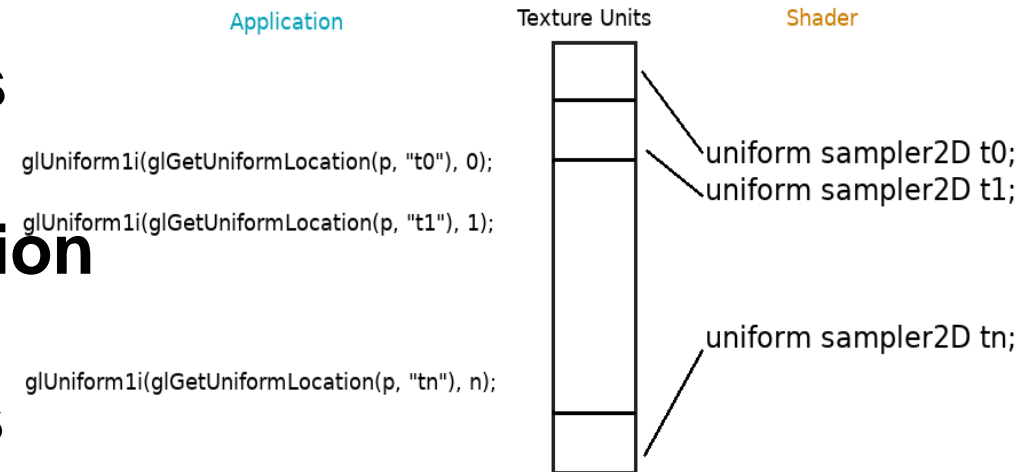 Application
Texture Units
Shader
s
glUniform1i(glGetUniformLocation(p, "t0"), 0);
uniform sampler2D t0;
uniform sampler2D t1;
glUniform1i(glGetUniformLocation(p, "t1"), 1);
ion
uniform sampler2D tn;
glUniform1i(glGetUniformLocation(p, "tn"), n);
s